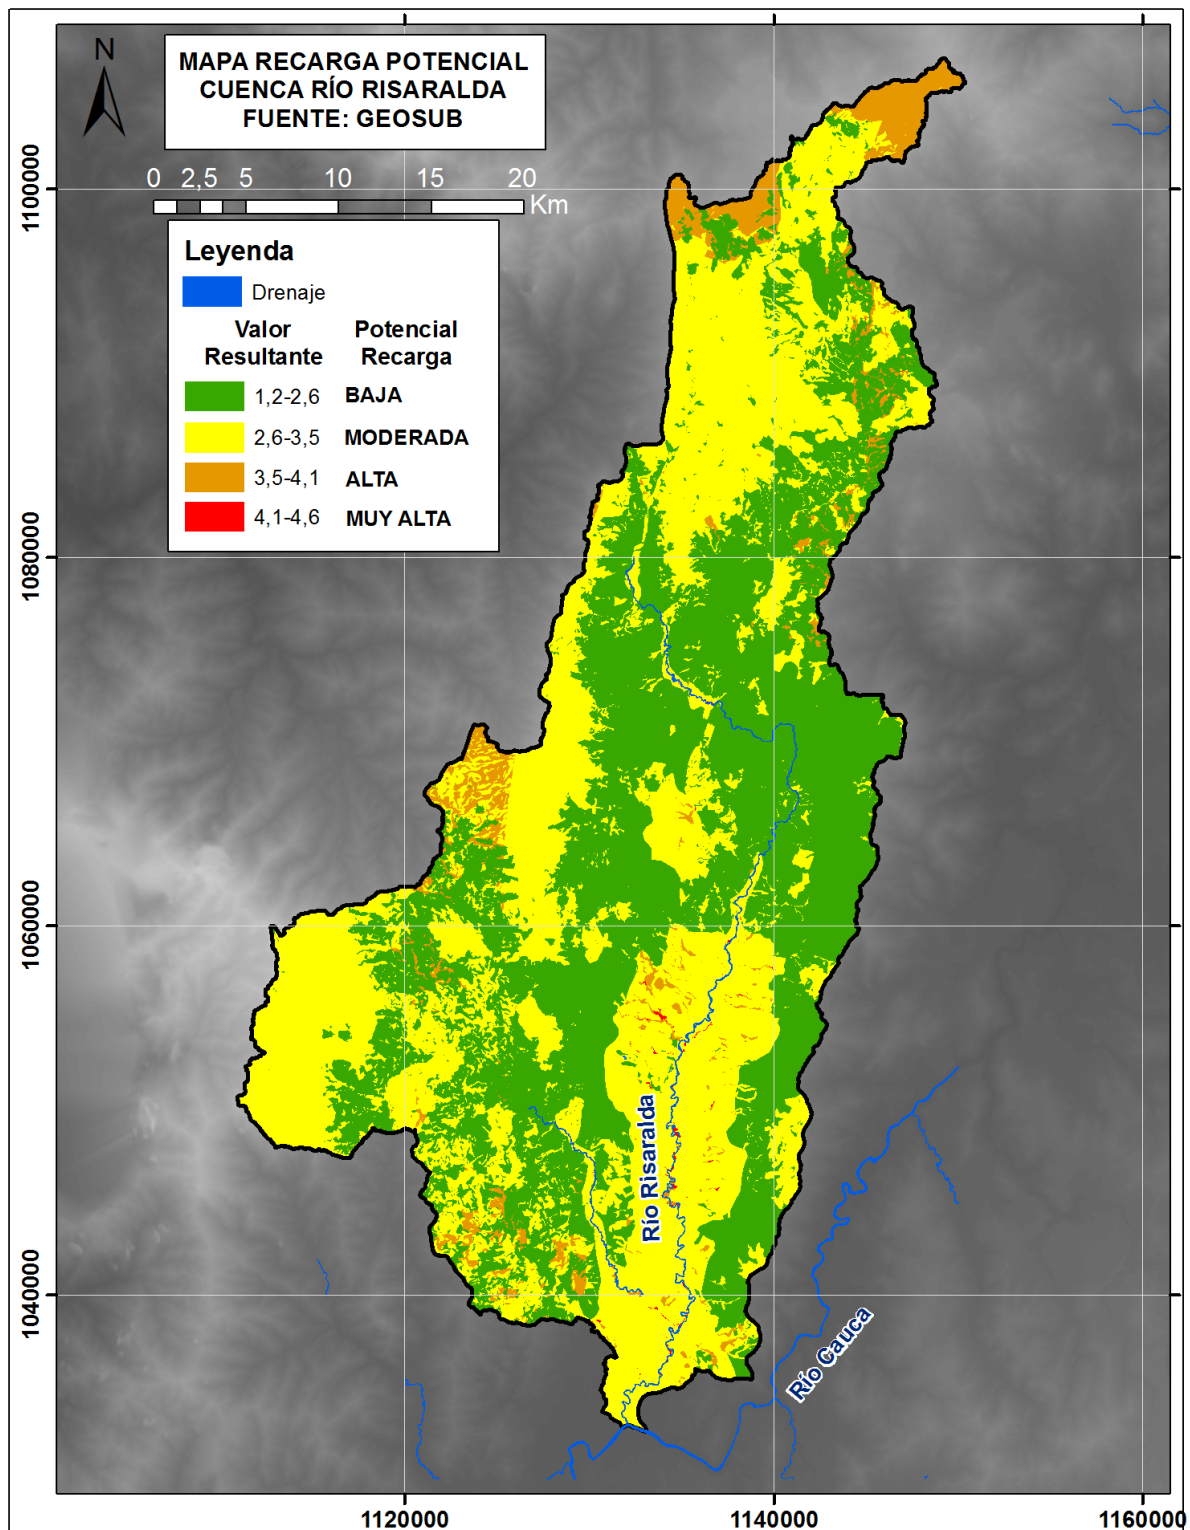 N
MAPA RECARGA POTENCIAL
CUENCA RÍO RISARALDA
FUENTE: GEOSUB
0 2,5 5 10 15 20
Km
Leyenda
Drenaje
Valor Resultante
Potencial Recarga
1,2-2,6 BAJA
2,6-3,5 MODERADA
3,5-4,1 ALTA
4,1-4,6 MUY ALTA
1100000
1080000
1060000
1040000
Río Risaralda
Río Cauca
1120000 1140000 1160000